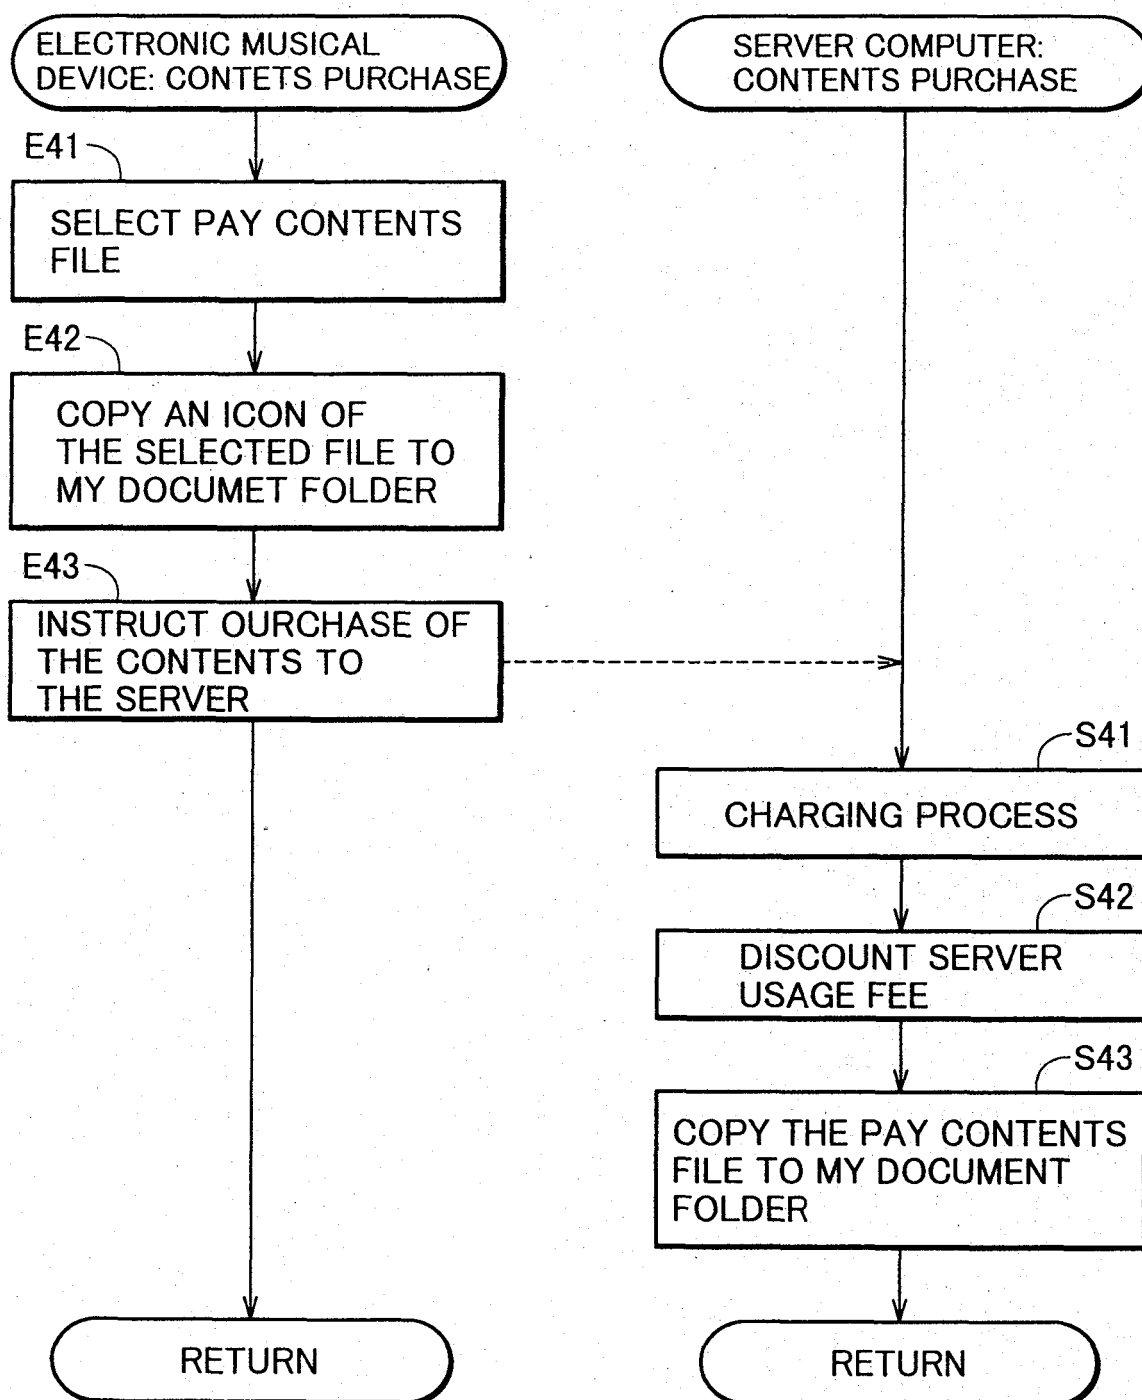 ELECTRONIC MUSICAL
DEVICE: CONTETS PURCHASE
E41
SELECT PAY CONTENTS
FILE
E42
COPY AN ICON OF
THE SELECTED FILE TO
MY DOCUMET FOLDER
E43
INSTRUCT OURCHASE OF
THE CONTENTS TO
THE SERVER
RETURN
SERVER COMPUTER:
CONTENTS PURCHASE
S41
CHARGING PROCESS
S42
DISCOUNT SERVER
USAGE FEE
S43
COPY THE PAY CONTENTS
FILE TO MY DOCUMENT
FOLDER
RETURN